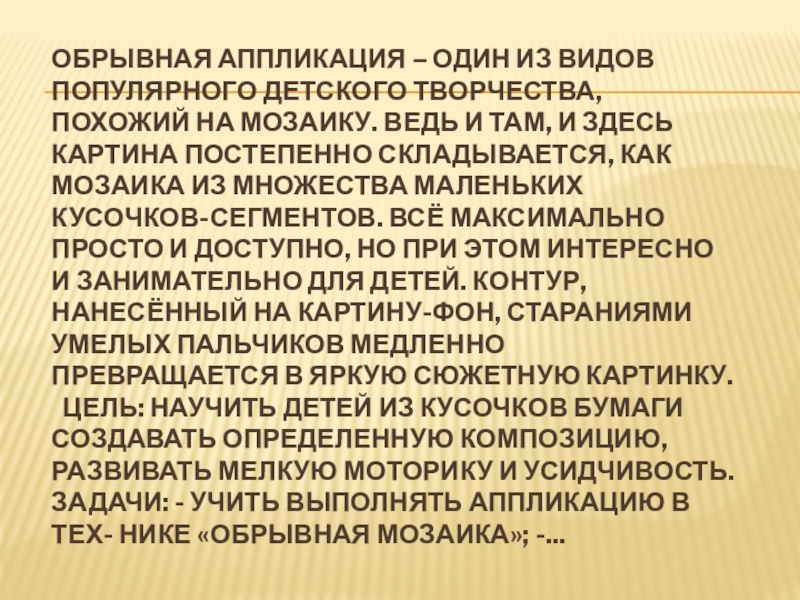 ОБРЫВНАЯ АППЛИКАЦИЯ – ОДИН ИЗ ВИДОВ
ПОПУЛЯРНОГО ДЕТСКОГО ТВОРЧЕСТВА,
ПОХОЖИЙ НА МОЗАИКУ. ВЕДЬ И ТАМ, И ЗДЕСЬ
КАРТИНА ПОСТЕПЕННО СКЛАДЫВАЕТСЯ, КАК
МОЗАИКА ИЗ МНОЖЕСТВА МАЛЕНЬКИХ
КУСОЧКОВ-СЕГМЕНТОВ. ВСЁ МАКСИМАЛЬНО
ПРОСТО И ДОСТУПНО, НО ПРИ ЭТОМ ИНТЕРЕСНО
И ЗАНИМАТЕЛЬНО ДЛЯ ДЕТЕЙ. КОНТУР,
НАНЕСЁННЫЙ НА КАРТИНУ-ФОН, СТАРАНИЯМИ
УМЕЛЫХ ПАЛЬЧИКОВ МЕДЛЕННО
ПРЕВРАЩАЕТСЯ В ЯРКУЮ СЮЖЕТНУЮ КАРТИНКУ.
ЦЕЛЬ: НАУЧИТЬ ДЕТЕЙ ИЗ КУСОЧКОВ БУМАГИ
СОЗДАВАТЬ ОПРЕДЕЛЕННУЮ КОМПОЗИЦИЮ,
РАЗВИВАТЬ МЕЛКУЮ МОТОРИКУ И УСИДЧИВОСТЬ.
ЗАДАЧИ: - УЧИТЬ ВЫПОЛНЯТЬ АППЛИКАЦИЮ В
ТЕХ- НИКЕ «ОБРЫВНАЯ МОЗАИКА»; -...